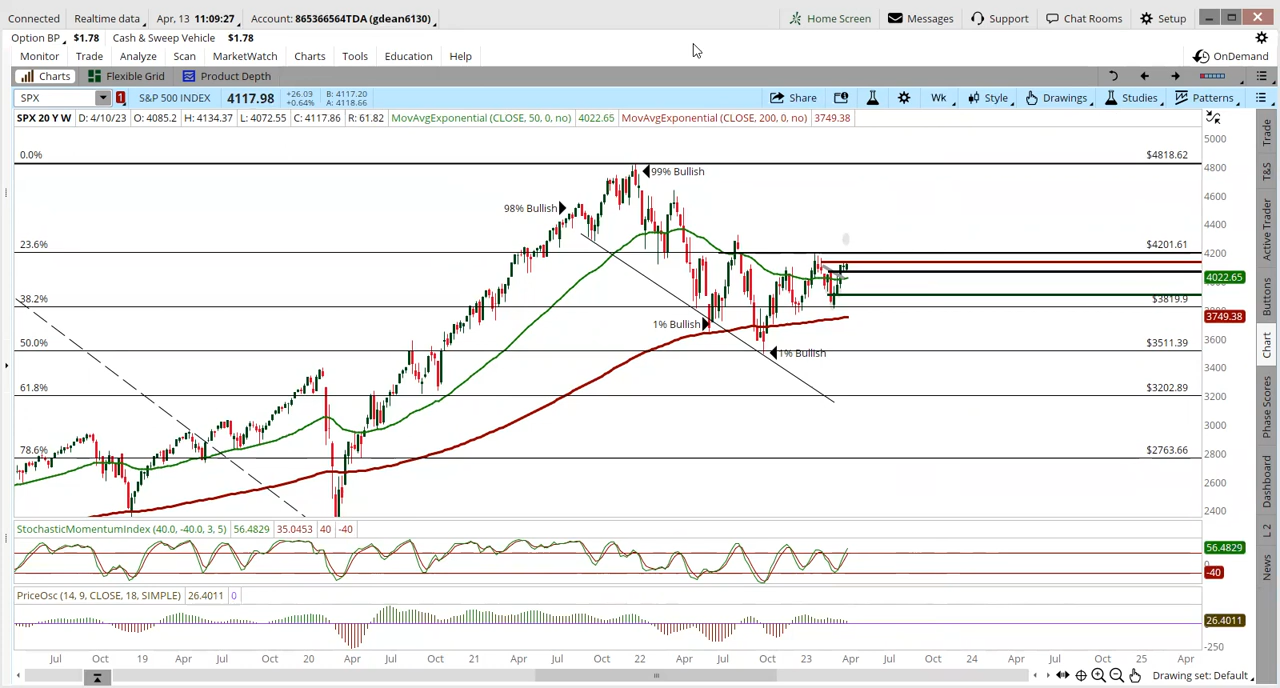 Connected Realtime data Apr, 13 11:09:27 Account: 865366564TDA (gdean6130) Home Screen Messages Support Chat Rooms Setup
Option BP $1.78 Cash & Sweep Vehicle $1.78
Monitor Trade Analyze Scan MarketWatch Charts Tools Education Help OnDemand
Charts Flexible Grid Product Depth
SPX 1 S&P 500 INDEX 4117.98 +26.03 +0.64% B: 4117.20 A: 4118.66 Share Wk Style Drawings Studies Patterns
SPX 20 Y W D: 4/10/23 O: 4085.2 H: 4134.37 L: 4072.55 C: 4117.86 R: 61.82 MovAvgExponential (CLOSE, 50, 0, no) 4022.65 MovAvgExponential (CLOSE, 200, 0, no) 3749.38
5000
0.0% $4818.62
4800
99% Bullish
4600
98% Bullish
4400
23.6% $4201.61
4200
4022.65
38.2% $3819.9
3749.38
1% Bullish
3600
50.0% $3511.39
1% Bullish
3400
61.8% $3202.89
3200
3000
78.6% $2763.66
2800
2600
2400
StochasticMomentumIndex (40.0, -40.0, 3, 5) 56.4829 35.0453 40 -40
56.4829
-40
PriceOsc (14, 9, CLOSE, 18, SIMPLE) 26.4011 0
26.4011
-250
Jul Oct 19 Apr Jul Oct 20 Apr Jul Oct 21 Apr Jul Oct 22 Apr Jul Oct 23 Apr Jul Oct 24 Apr Jul Oct 25 Apr
Drawing set: Default
Trade
T&S
Active Trader
Buttons
Chart
Phase Scores
Dashboard
L 2
News